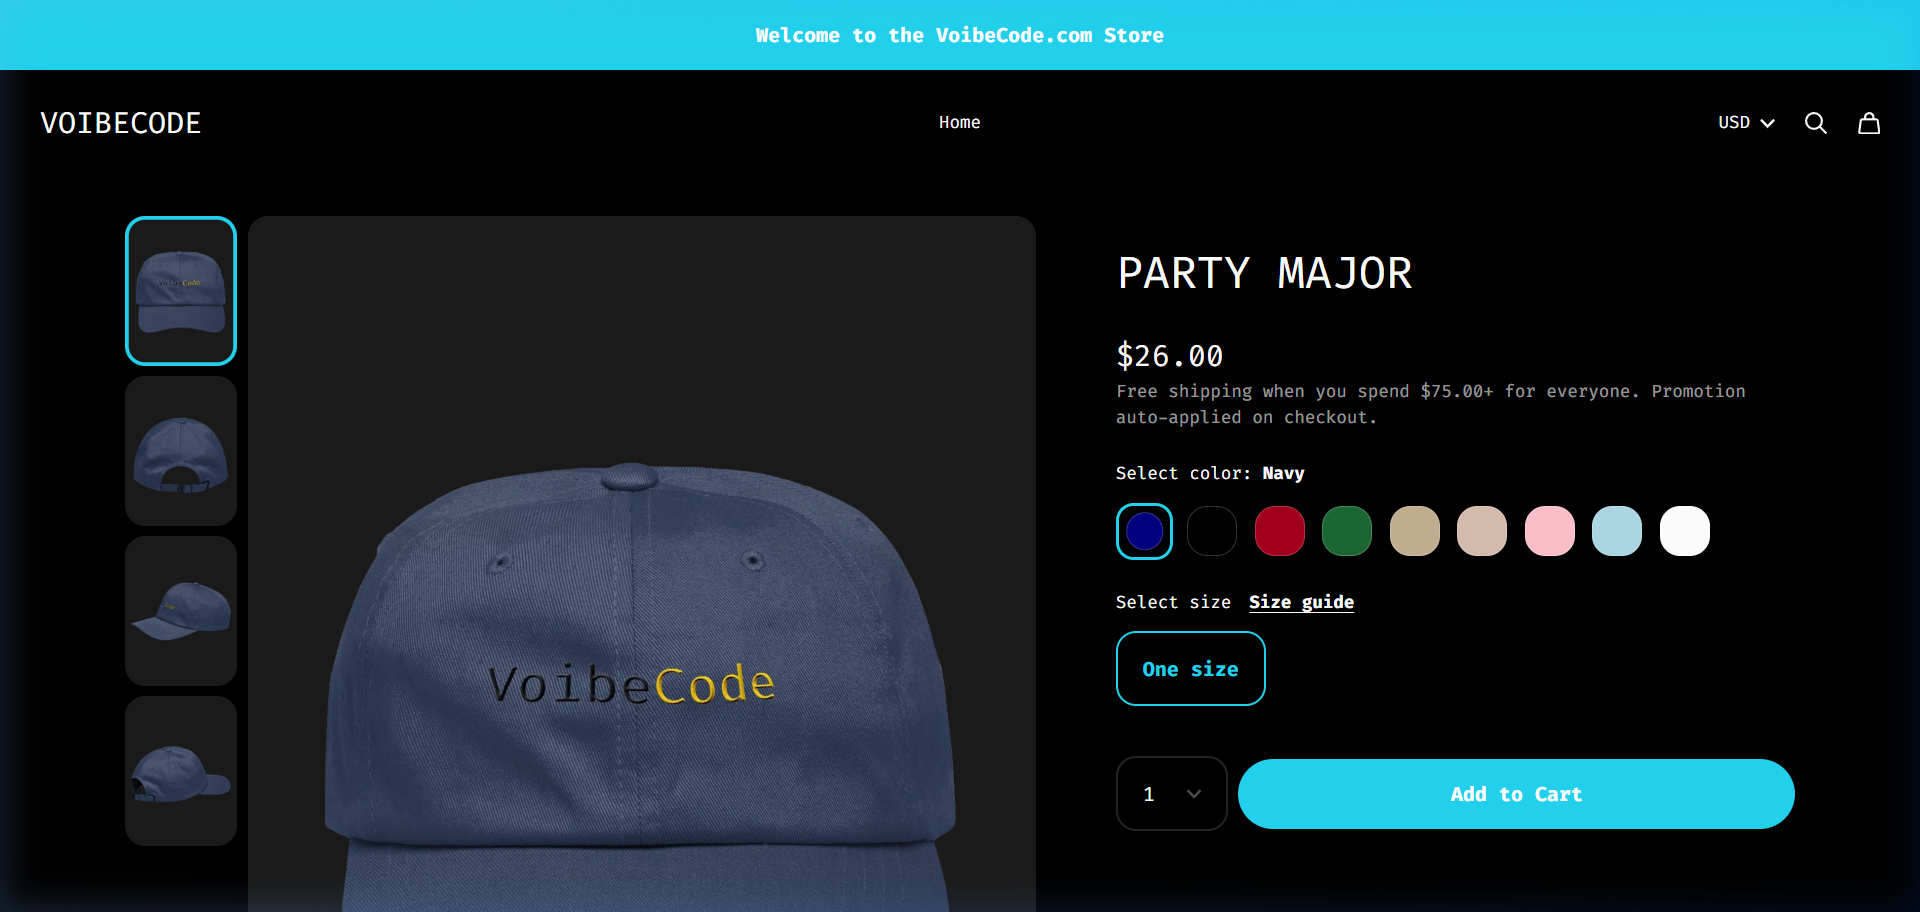 Welcome to the VoibeCode.com Store
VOIBECODE
Home
USD
PARTY MAJOR
$26.00
Free shipping when you spend $75.00+ for everyone. Promotion
auto-applied on checkout.
Select color: Navy
Select size Size guide
One size
1
Add to Cart
VoibeCode
VoibeCode